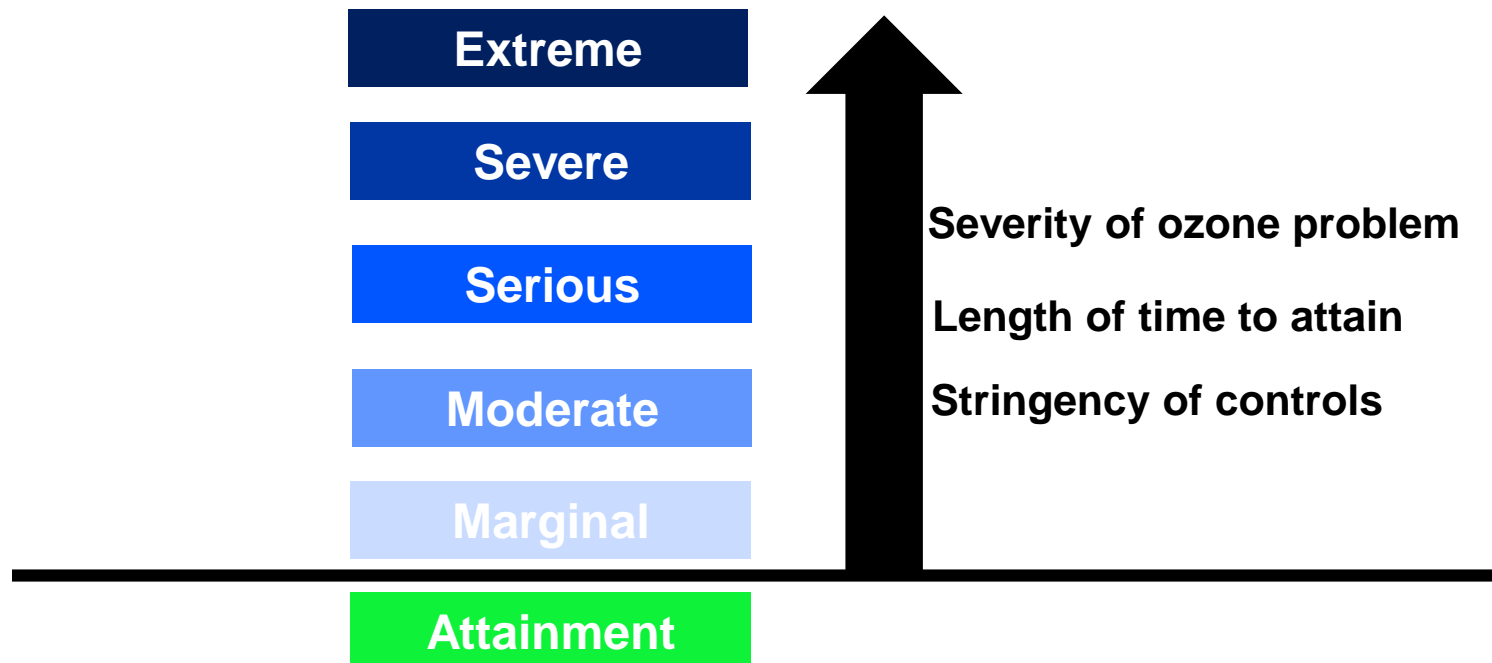 Extreme
Severe
Serious
Moderate
Marginal
Attainment
Severity of ozone problem
Length of time to attain
Stringency of controls